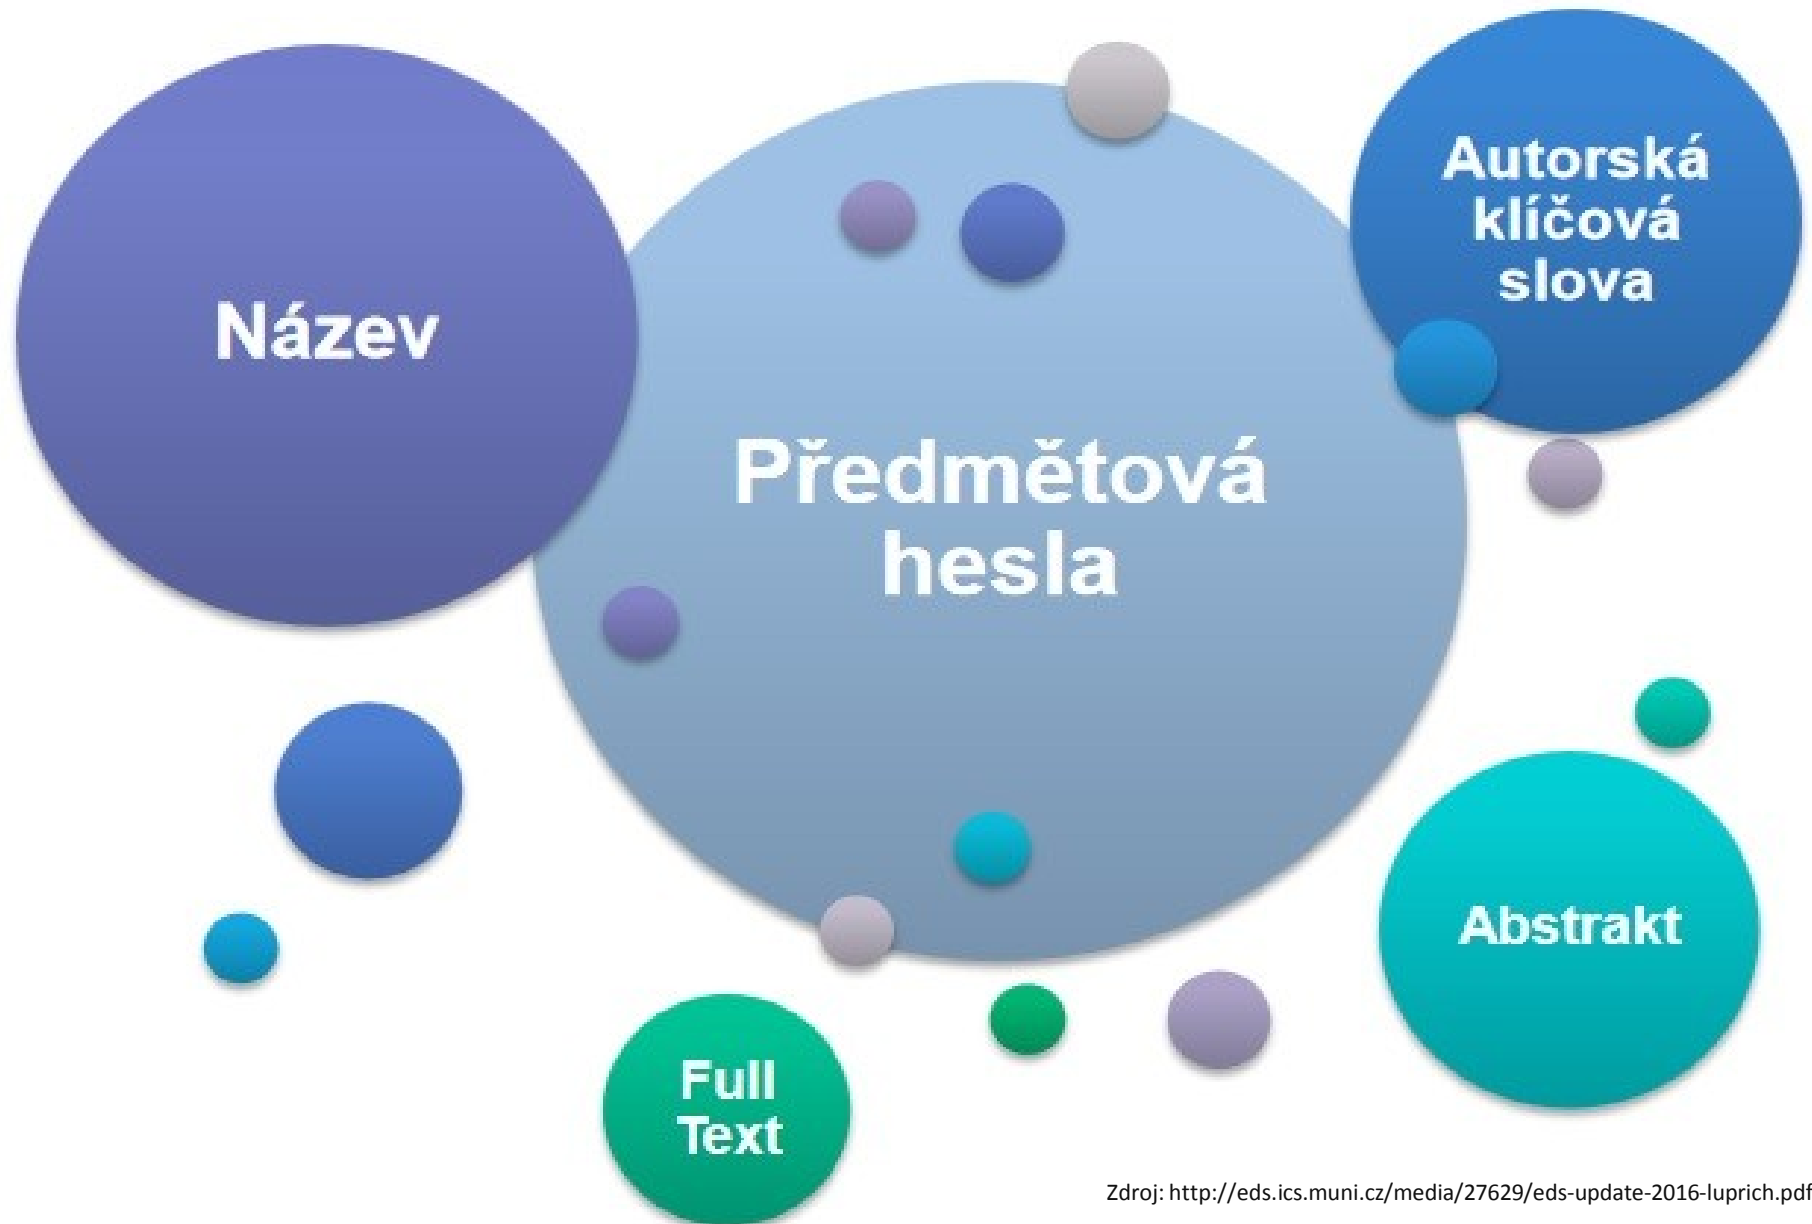 Název
Předmětová
hesla
Autorská
klíčová
slova
Abstrakt
Full
Text
Zdroj: http://eds.ics.muni.cz/media/27629/eds-update-2016-luprich.pdf